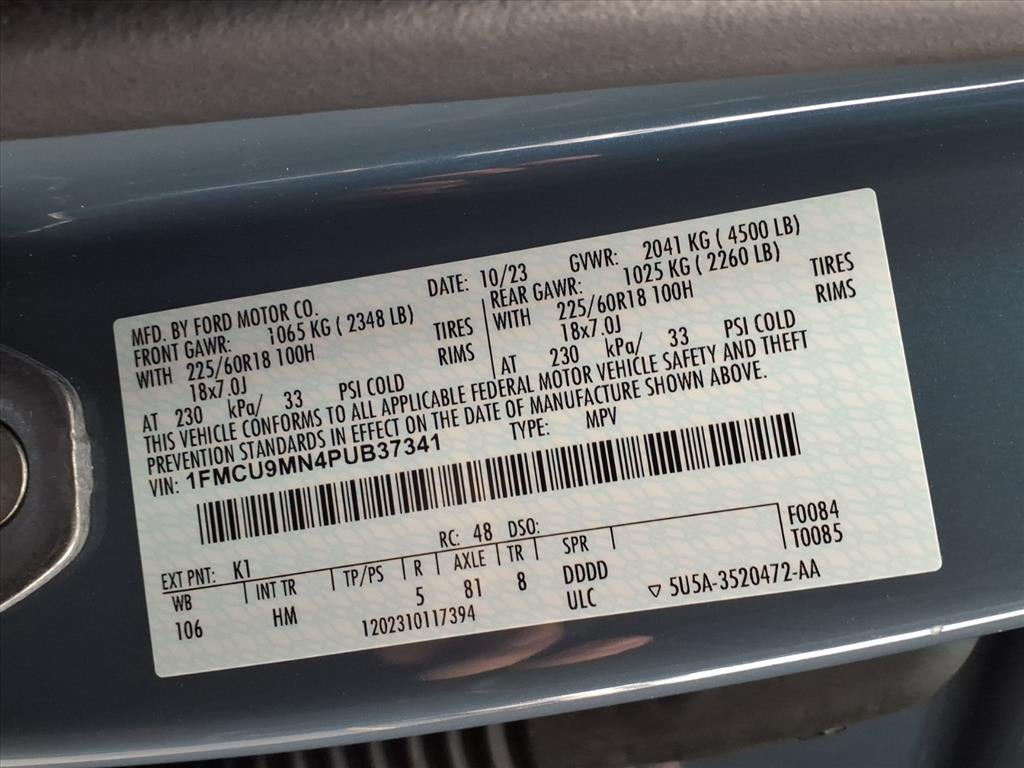 MFD. BY FORD MOTOR CO. DATE: 10/23 GVWR: 2041 KG ( 4500 LB)
FRONT GAWR: 1065 KG ( 2348 LB) REAR GAWR: 1025 KG ( 2260 LB)
WITH 225/60R18 100H TIRES WITH 225/60R18 100H TIRES
18x7.0J RIMS 18x7.0J RIMS
AT 230 kPa/ 33 PSI COLD AT 230 kPa/ 33 PSI COLD
THIS VEHICLE CONFORMS TO ALL APPLICABLE FEDERAL MOTOR VEHICLE SAFETY AND THEFT
PREVENTION STANDARDS IN EFFECT ON THE DATE OF MANUFACTURE SHOWN ABOVE.
VIN: 1FMCU9MN4PUB37341 TYPE: MPV
EXT PNT: K1 RC: 48 DSO: F0084
WB INT TR TP/PS R AXLE TR SPR T0085
106 HM 5 81 8 DDDD
1202310117394 ULC 5U5A-3520472-AA